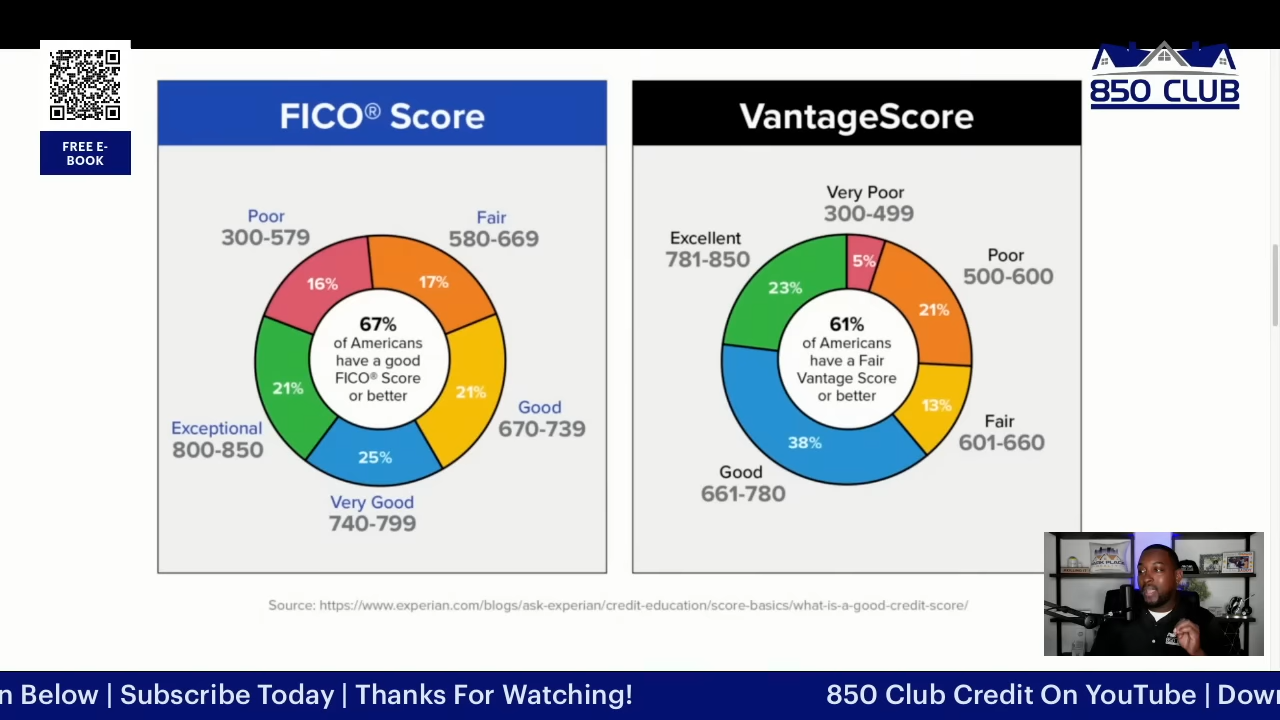 FREE E-
BOOK
850 CLUB
FICO® Score
Poor
300-579
Fair
580-669
16%
17%
67%
of Americans
have a good
FICO® Score
or better
21%
21%
Good
670-739
Exceptional
800-850
25%
Very Good
740-799
VantageScore
Very Poor
300-499
Excellent
781-850
Poor
500-600
5%
23%
21%
61%
of Americans
have a Fair
Vantage Score
or better
13%
Fair
601-660
38%
Good
661-780
Source: https://www.experian.com/blogs/ask-experian/credit-education/score-basics/what-is-a-good-credit-score/
n Below | Subscribe Today | Thanks For Watching! 850 Club Credit On YouTube | Dow